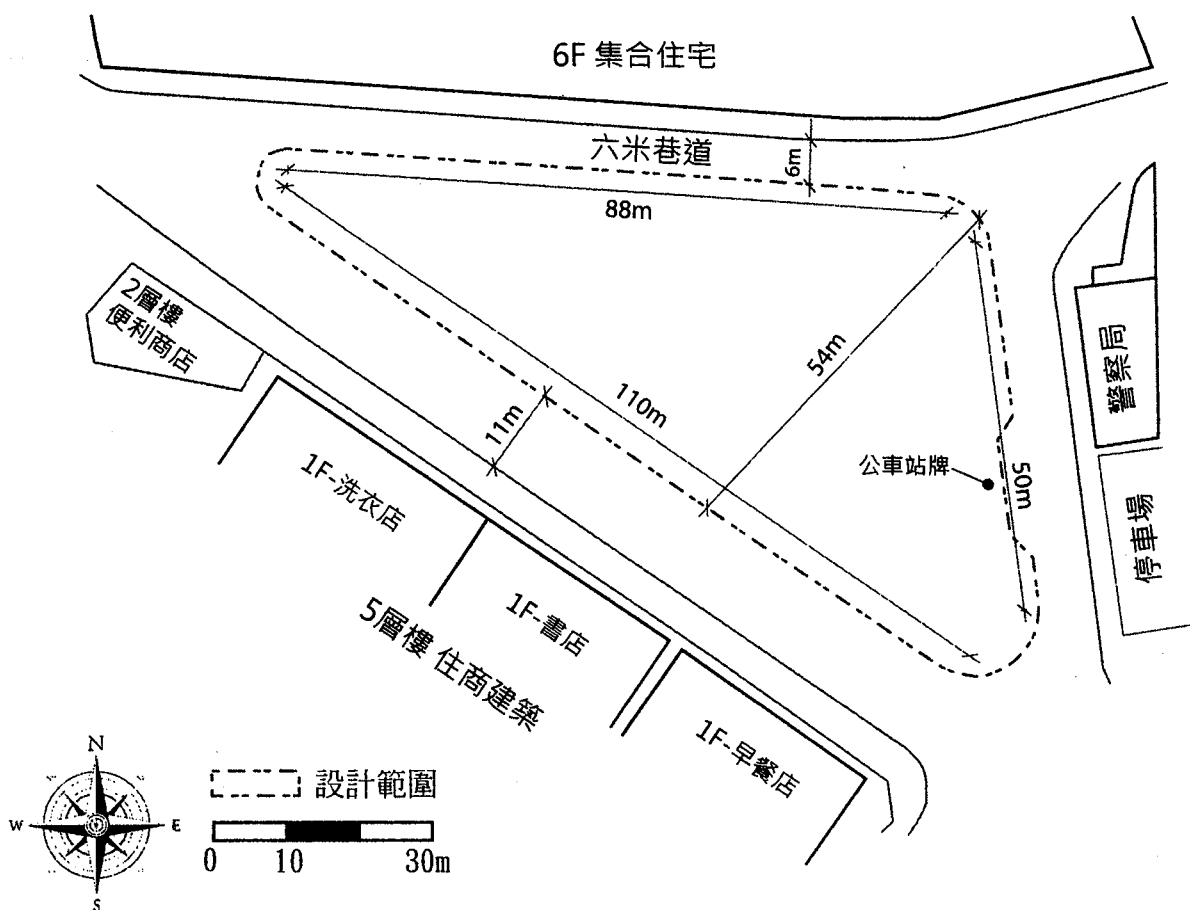 6F 集合住宅
六米巷道
6m
88m
2層樓
便利商店
54m
110m
11m
警察局
公車站牌
50m
停車場
1F-洗衣店
1F-書店
5層樓 住商建築
1F-早餐店
N
W
E
S
設計範圍
0 10 30m